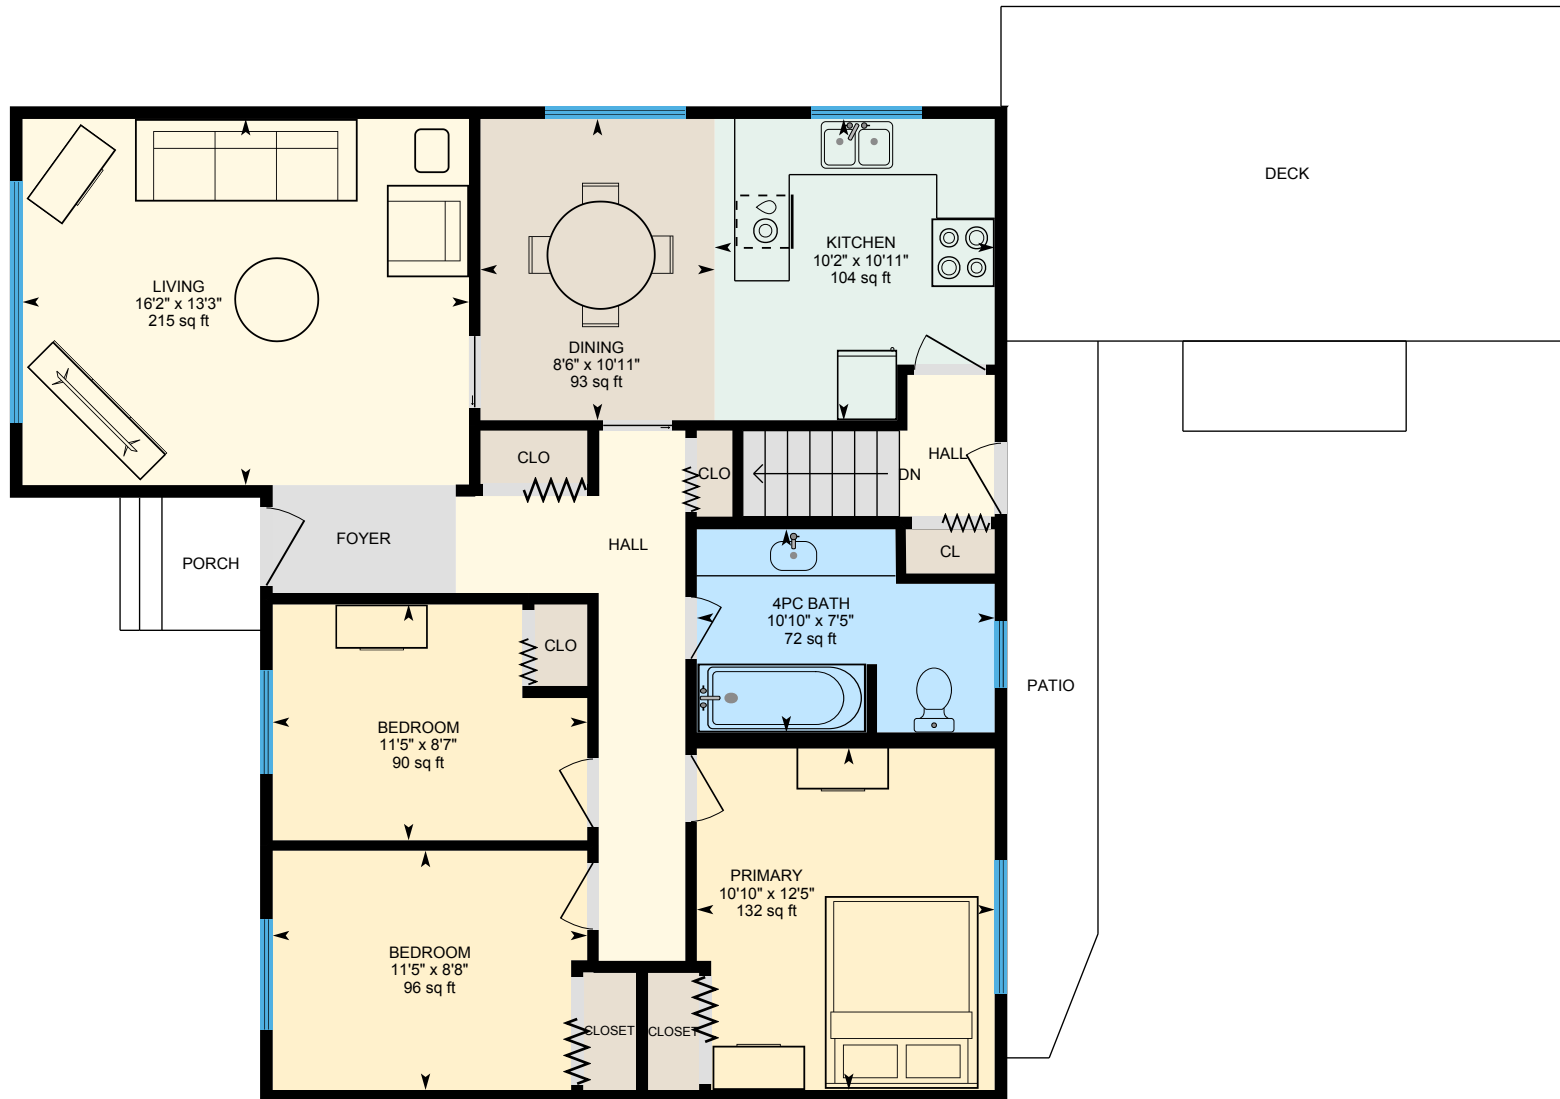 DECK
KITCHEN
10'2" x 10'11"
104 sq ft
LIVING
16'2" x 13'3"
215 sq ft
DINING
8'6" x 10'11"
93 sq ft
CLO
CLO
DN
HALL
FOYER
HALL
PORCH
CL
4PC BATH
10'10" x 7'5"
72 sq ft
CLO
PATIO
BEDROOM
11'5" x 8'7"
90 sq ft
PRIMARY
10'10" x 12'5"
132 sq ft
BEDROOM
11'5" x 8'8"
96 sq ft
CLOSET
CLOSET